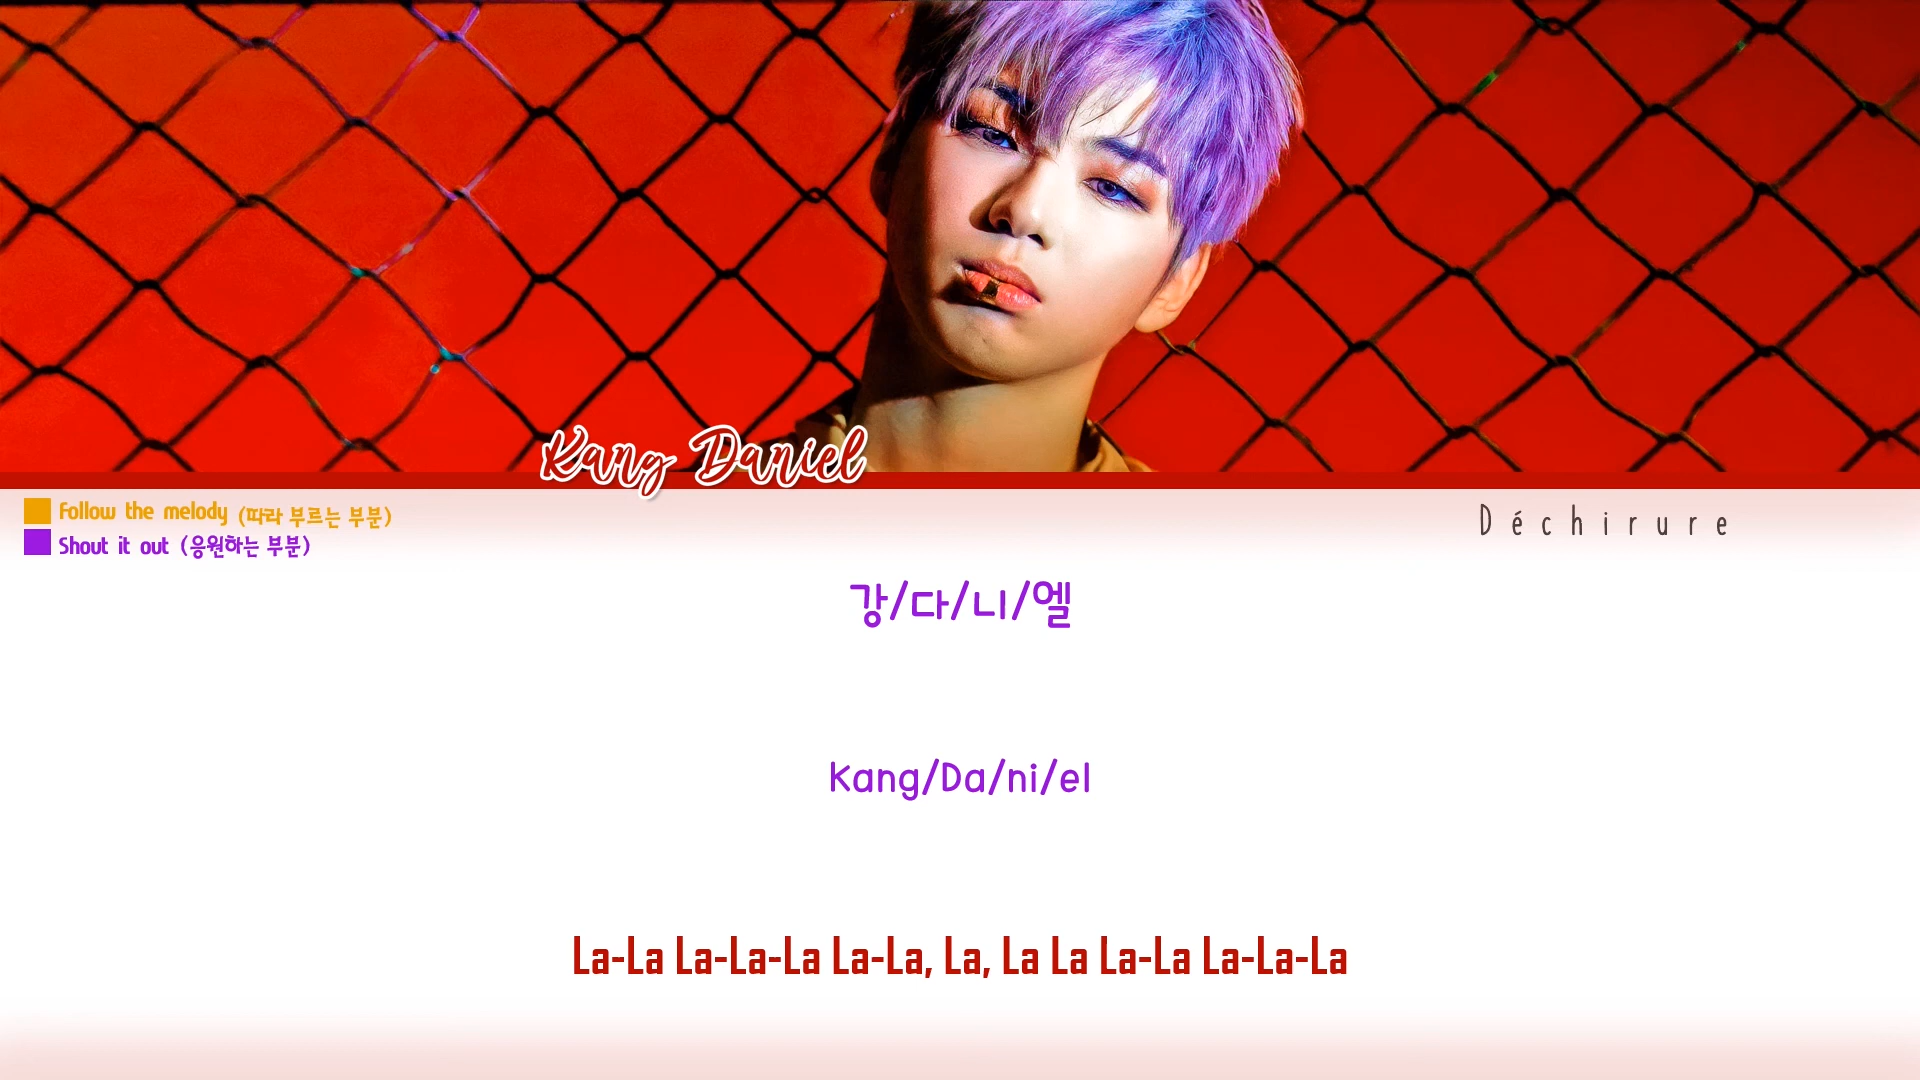 Kang Daniel
Follow the melody (따라 부르는 부분)
Shout it out (응원하는 부분)
Déchirure
강/다/니/엘
Kang/Da/ni/el
La-La La-La-La La-La, La, La La La-La La-La-La